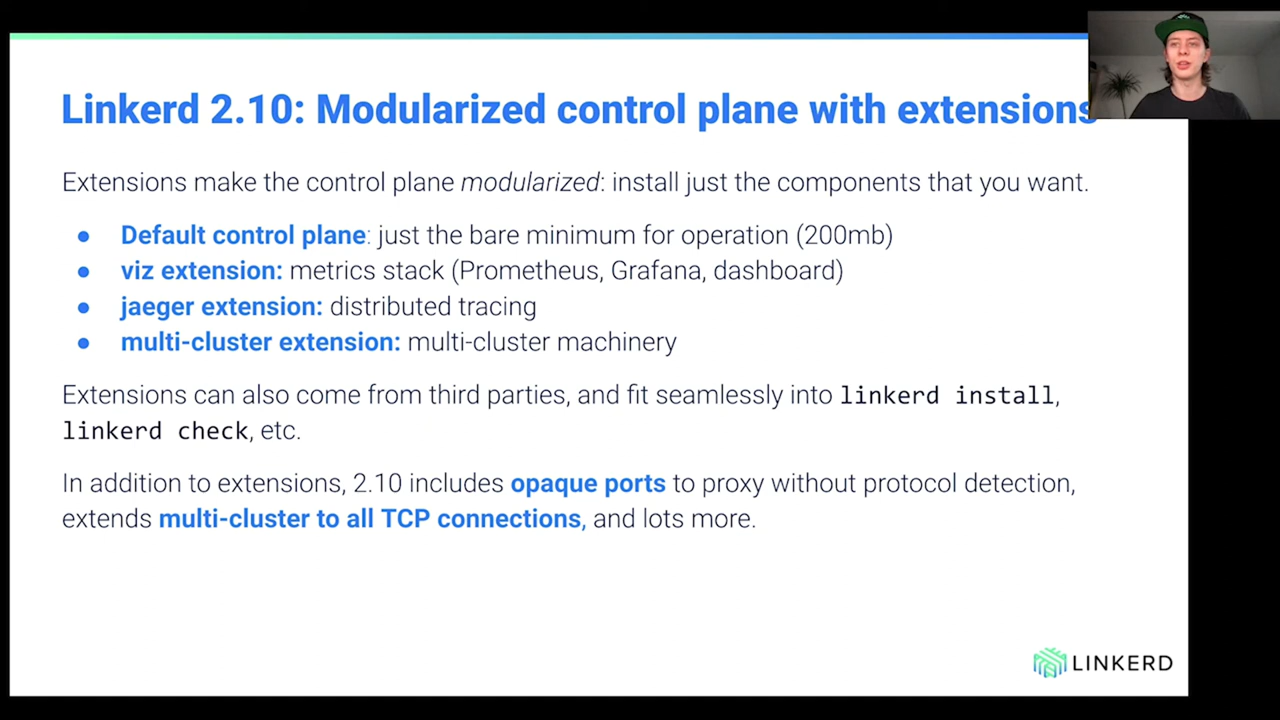 Linkerd 2.10: Modularized control plane with extensions
Extensions make the control plane modularized: install just the components that you want.
● Default control plane: just the bare minimum for operation (200mb)
● viz extension: metrics stack (Prometheus, Grafana, dashboard)
● jaeger extension: distributed tracing
● multi-cluster extension: multi-cluster machinery
Extensions can also come from third parties, and fit seamlessly into linkerd install,
linkerd check, etc.
In addition to extensions, 2.10 includes opaque ports to proxy without protocol detection,
extends multi-cluster to all TCP connections, and lots more.
LINKERD